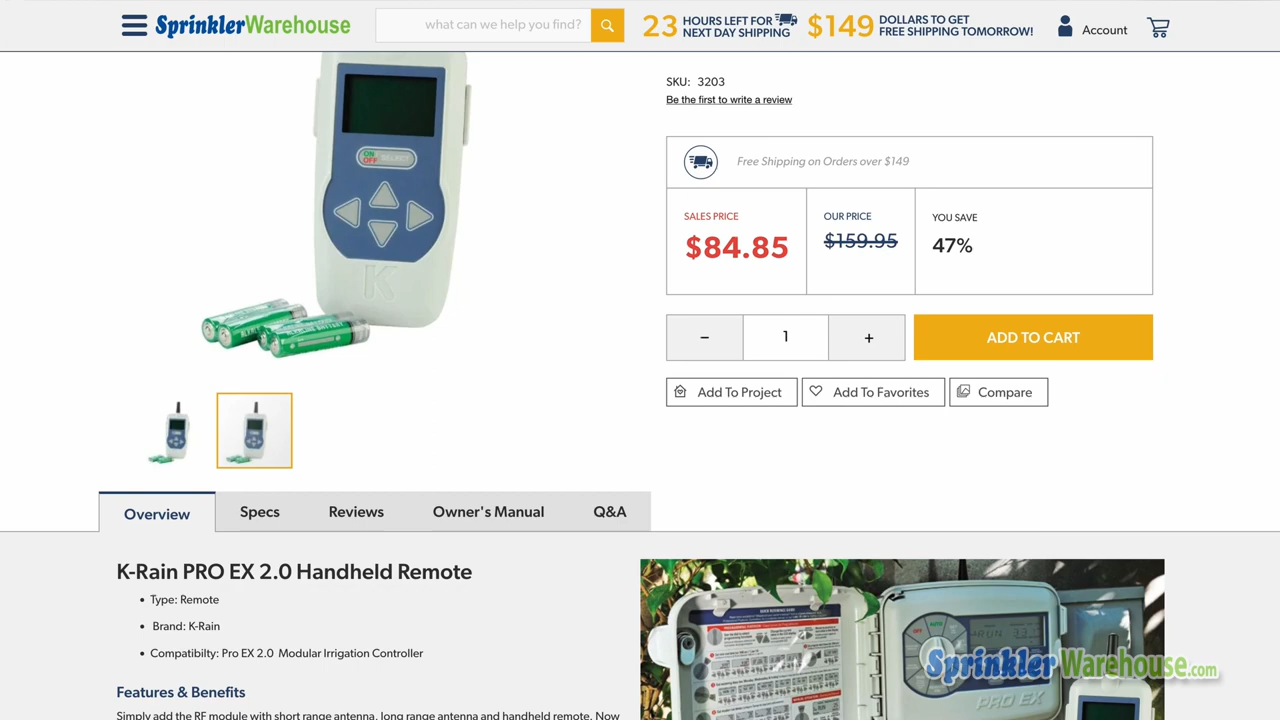 SprinklerWarehouse
what can we help you find?
23 HOURS LEFT FOR
NEXT DAY SHIPPING
$149 DOLLARS TO GET
FREE SHIPPING TOMORROW!
Account
SKU: 3203
Be the first to write a review
Free Shipping on Orders over $149
SALES PRICE
$84.85
OUR PRICE
$159.95
YOU SAVE
47%
ON
OFF
SELECT
K
− 1 +
ADD TO CART
Add To Project
Add To Favorites
Compare
Overview
Specs
Reviews
Owner's Manual
Q&A
K-Rain PRO EX 2.0 Handheld Remote
• Type: Remote
• Brand: K-Rain
• Compatibilty: Pro EX 2.0 Modular Irrigation Controller
Features & Benefits
Simply add the RF module with short range antenna, long range antenna and handheld remote. Now
OFF
AUTO
PRO EX
SprinklerWarehouse.com